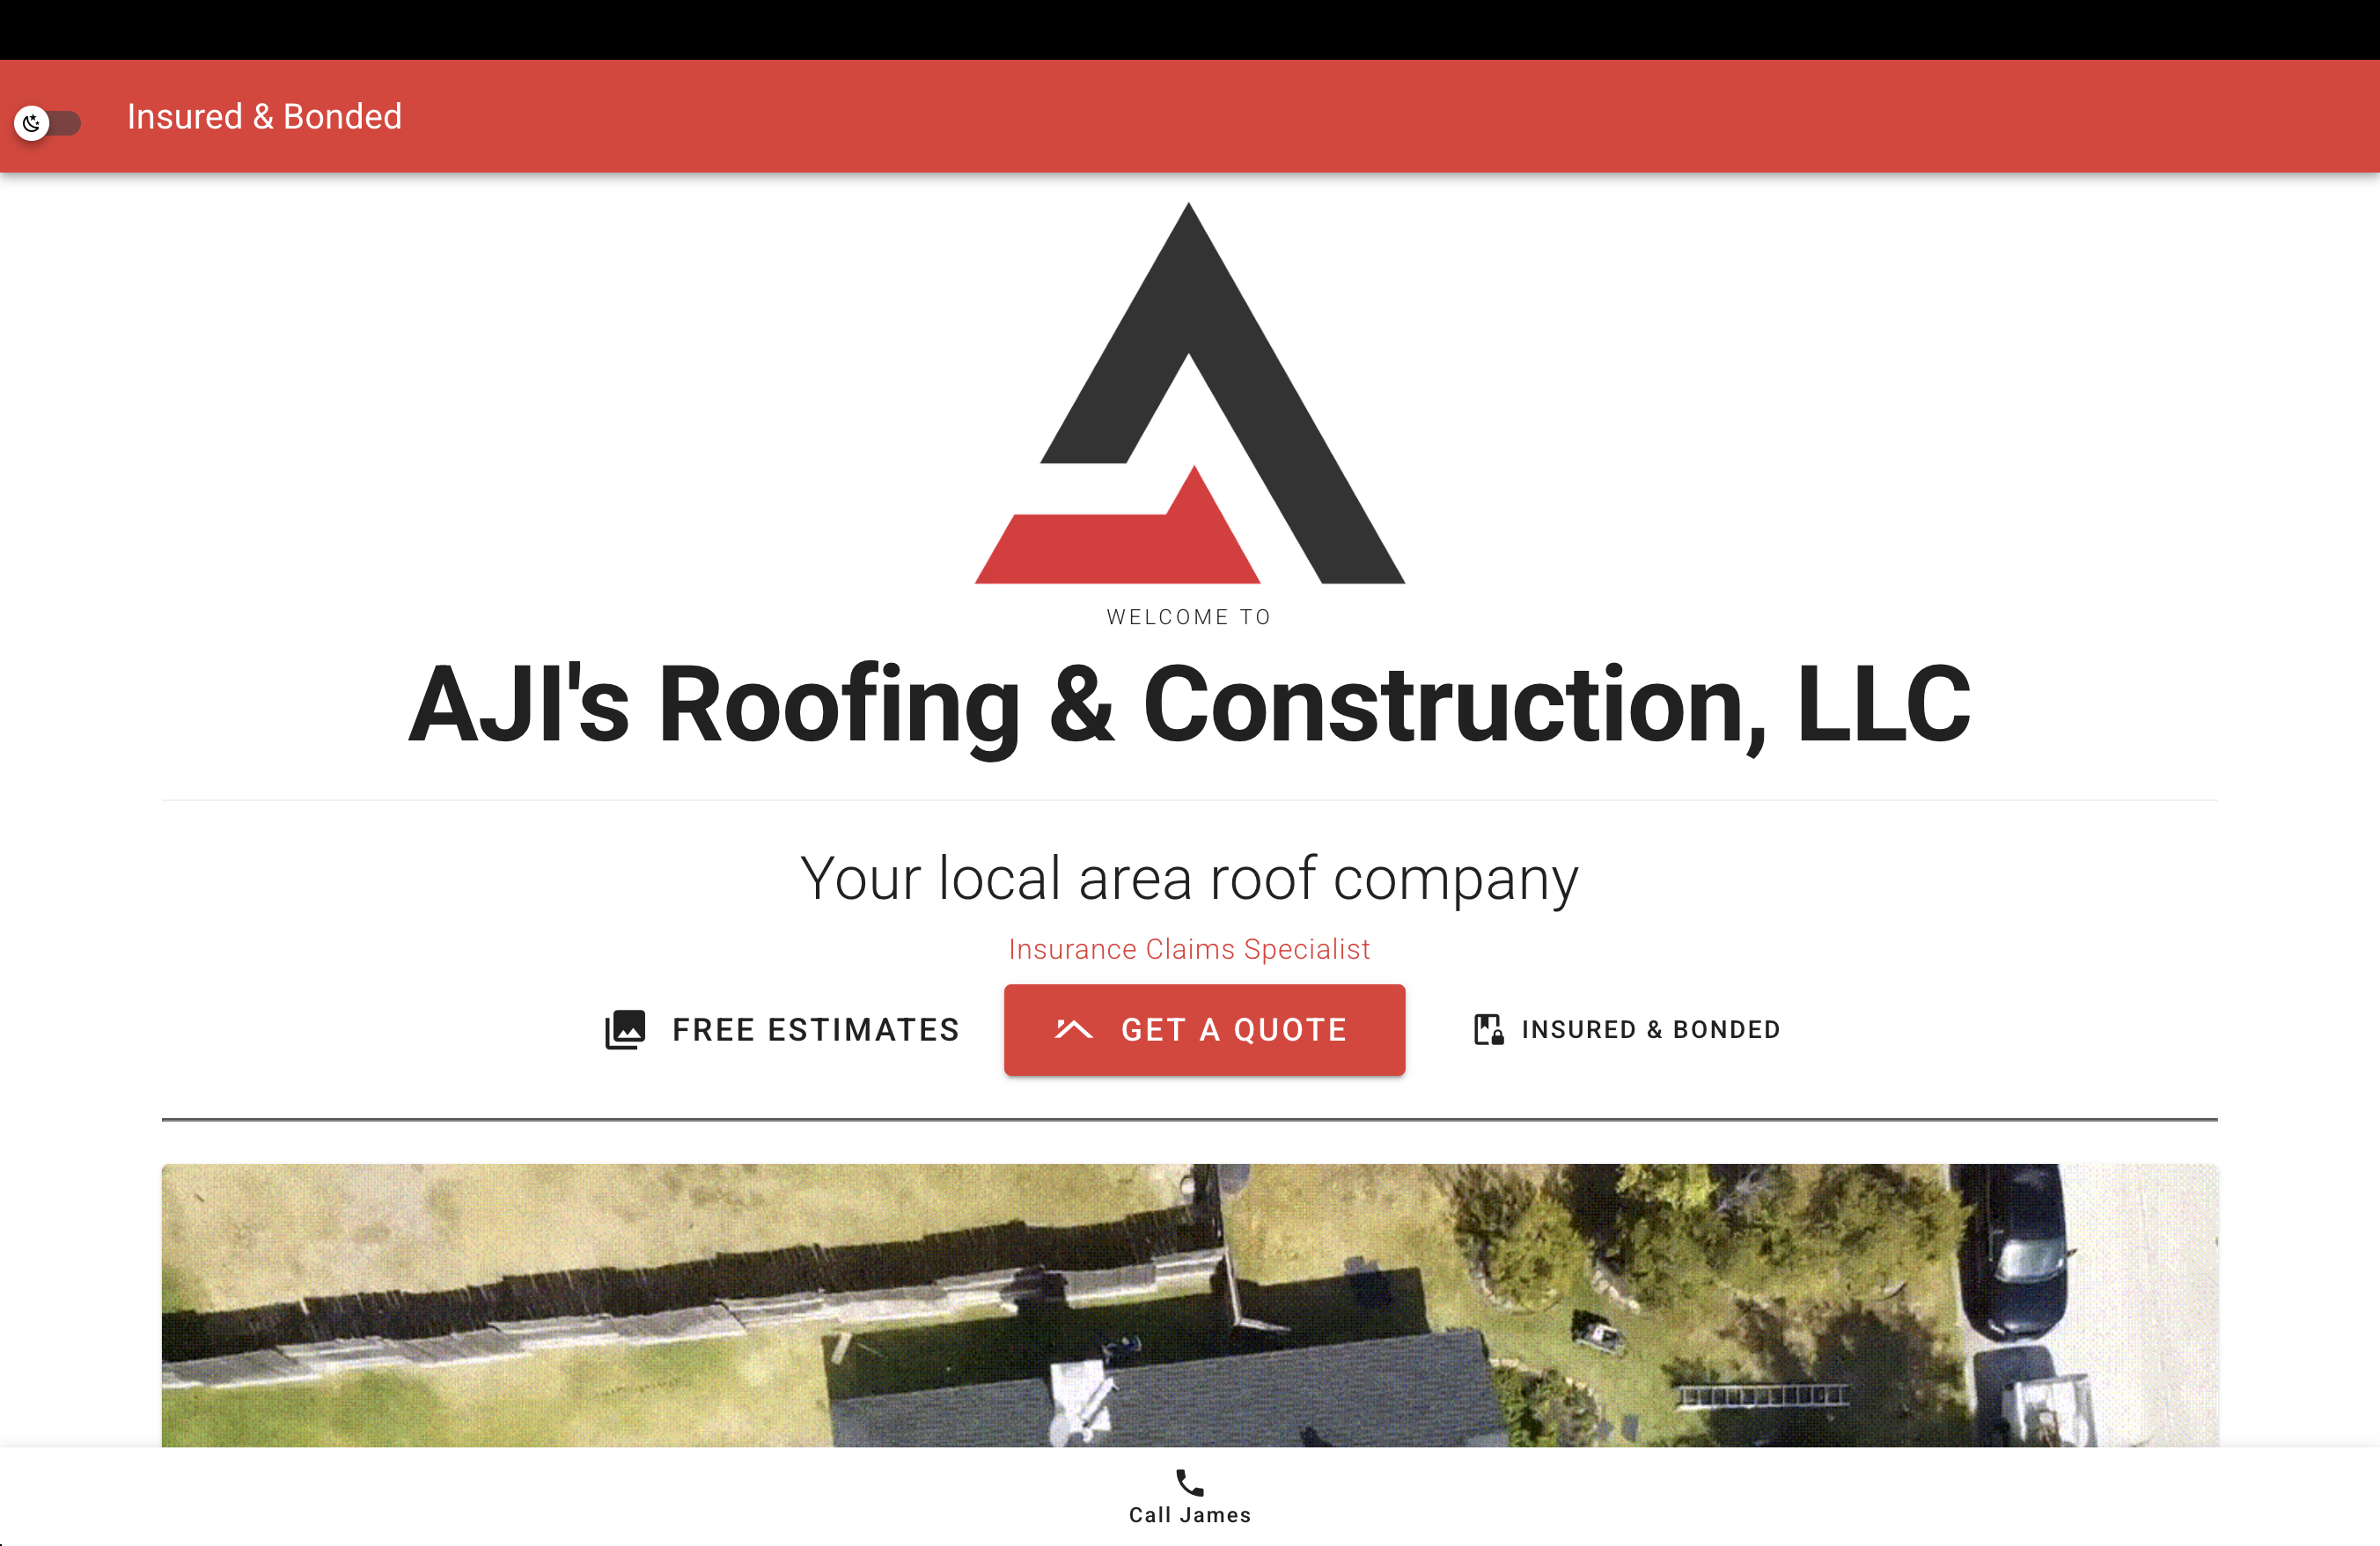 Insured & Bonded
WELCOME TO
AJI's Roofing & Construction, LLC
Your local area roof company
Insurance Claims Specialist
FREE ESTIMATES
GET A QUOTE
INSURED & BONDED
Call James